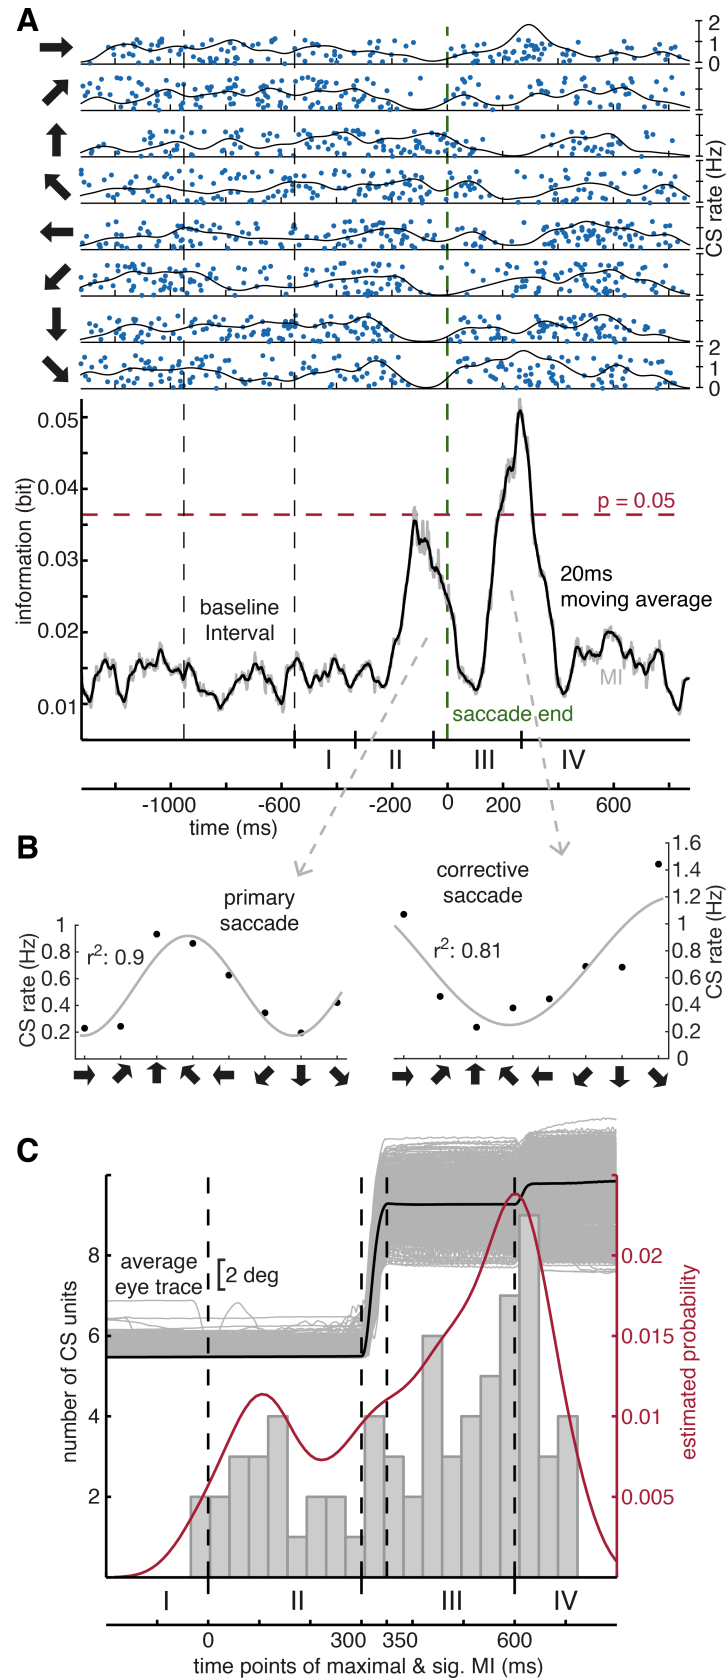 A
2
1
0
CS rate (Hz)
2
1
0
0.05
0.04
0.03
0.02
0.01
information (bit)
p = 0.05
baseline
Interval
20ms
moving average
MI
saccade end
I II III IV
-1000 -600 -200 0 200 600
time (ms)
B
primary
saccade
r²: 0.9
CS rate (Hz)
1
0.8
0.6
0.4
0.2
corrective
saccade
r²: 0.81
1.6
1.4
1.2
1
0.8
0.6
0.4
0.2
0
CS rate (Hz)
C
average
eye trace
2 deg
number of CS units
8
6
4
2
0.02
0.015
0.01
0.005
estimated probability
I II III IV
0 300 350 600
time points of maximal & sig. MI (ms)